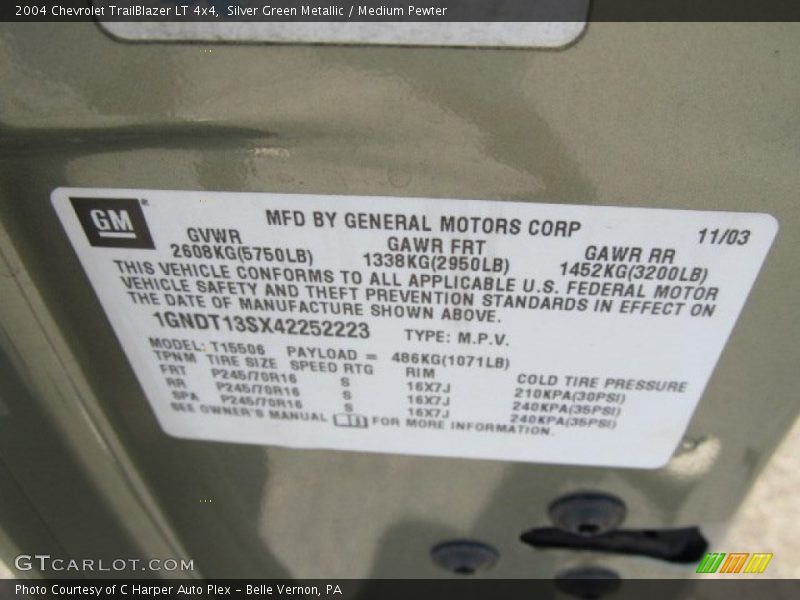 2004 Chevrolet TrailBlazer LT 4x4, Silver Green Metallic / Medium Pewter
GM®
MFD BY GENERAL MOTORS CORP
11/03
GVWR GAWR FRT GAWR RR
2608KG(5750LB) 1338KG(2950LB) 1452KG(3200LB)
THIS VEHICLE CONFORMS TO ALL APPLICABLE U.S. FEDERAL MOTOR
VEHICLE SAFETY AND THEFT PREVENTION STANDARDS IN EFFECT ON
THE DATE OF MANUFACTURE SHOWN ABOVE.
1GNDT13SX42252223 TYPE: M.P.V.
MODEL: T15506 PAYLOAD = 486KG(1071LB)
TPNM TIRE SIZE SPEED RTG RIM COLD TIRE PRESSURE
FRT P245/70R16 S 16X7J 210KPA(30PSI)
RR P245/70R16 S 16X7J 240KPA(35PSI)
SPA P245/70R16 S 16X7J 240KPA(35PSI)
SEE OWNER'S MANUAL FOR MORE INFORMATION.
GTCARLOT.COM
Photo Courtesy of C Harper Auto Plex – Belle Vernon, PA